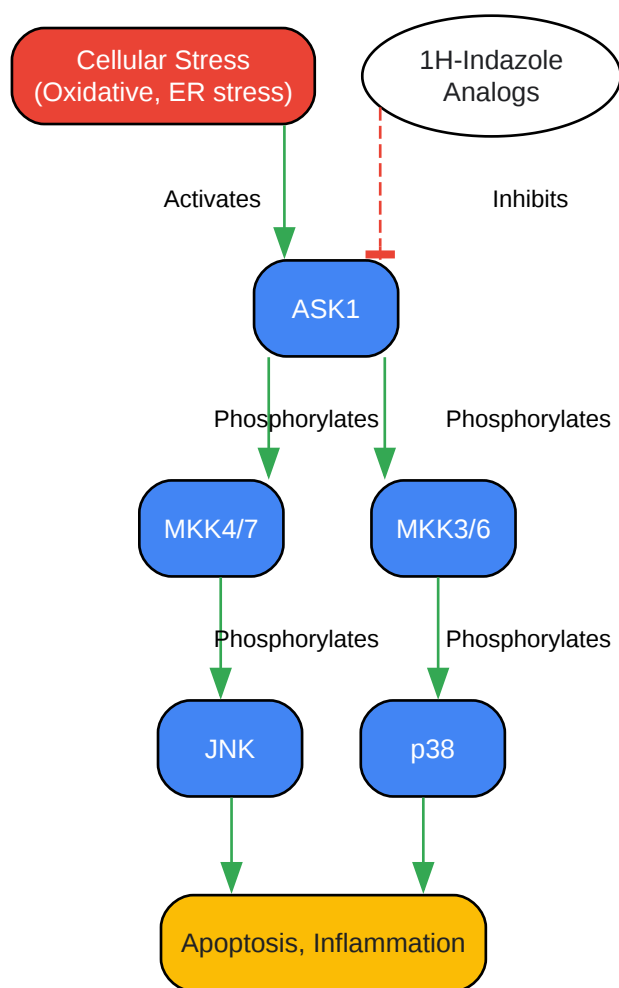 Cellular Stress
(Oxidative, ER stress)
1H-Indazole
Analogs
Activates
Inhibits
ASK1
Phosphorylates
Phosphorylates
MKK4/7
MKK3/6
Phosphorylates
Phosphorylates
JNK
p38
Apoptosis, Inflammation